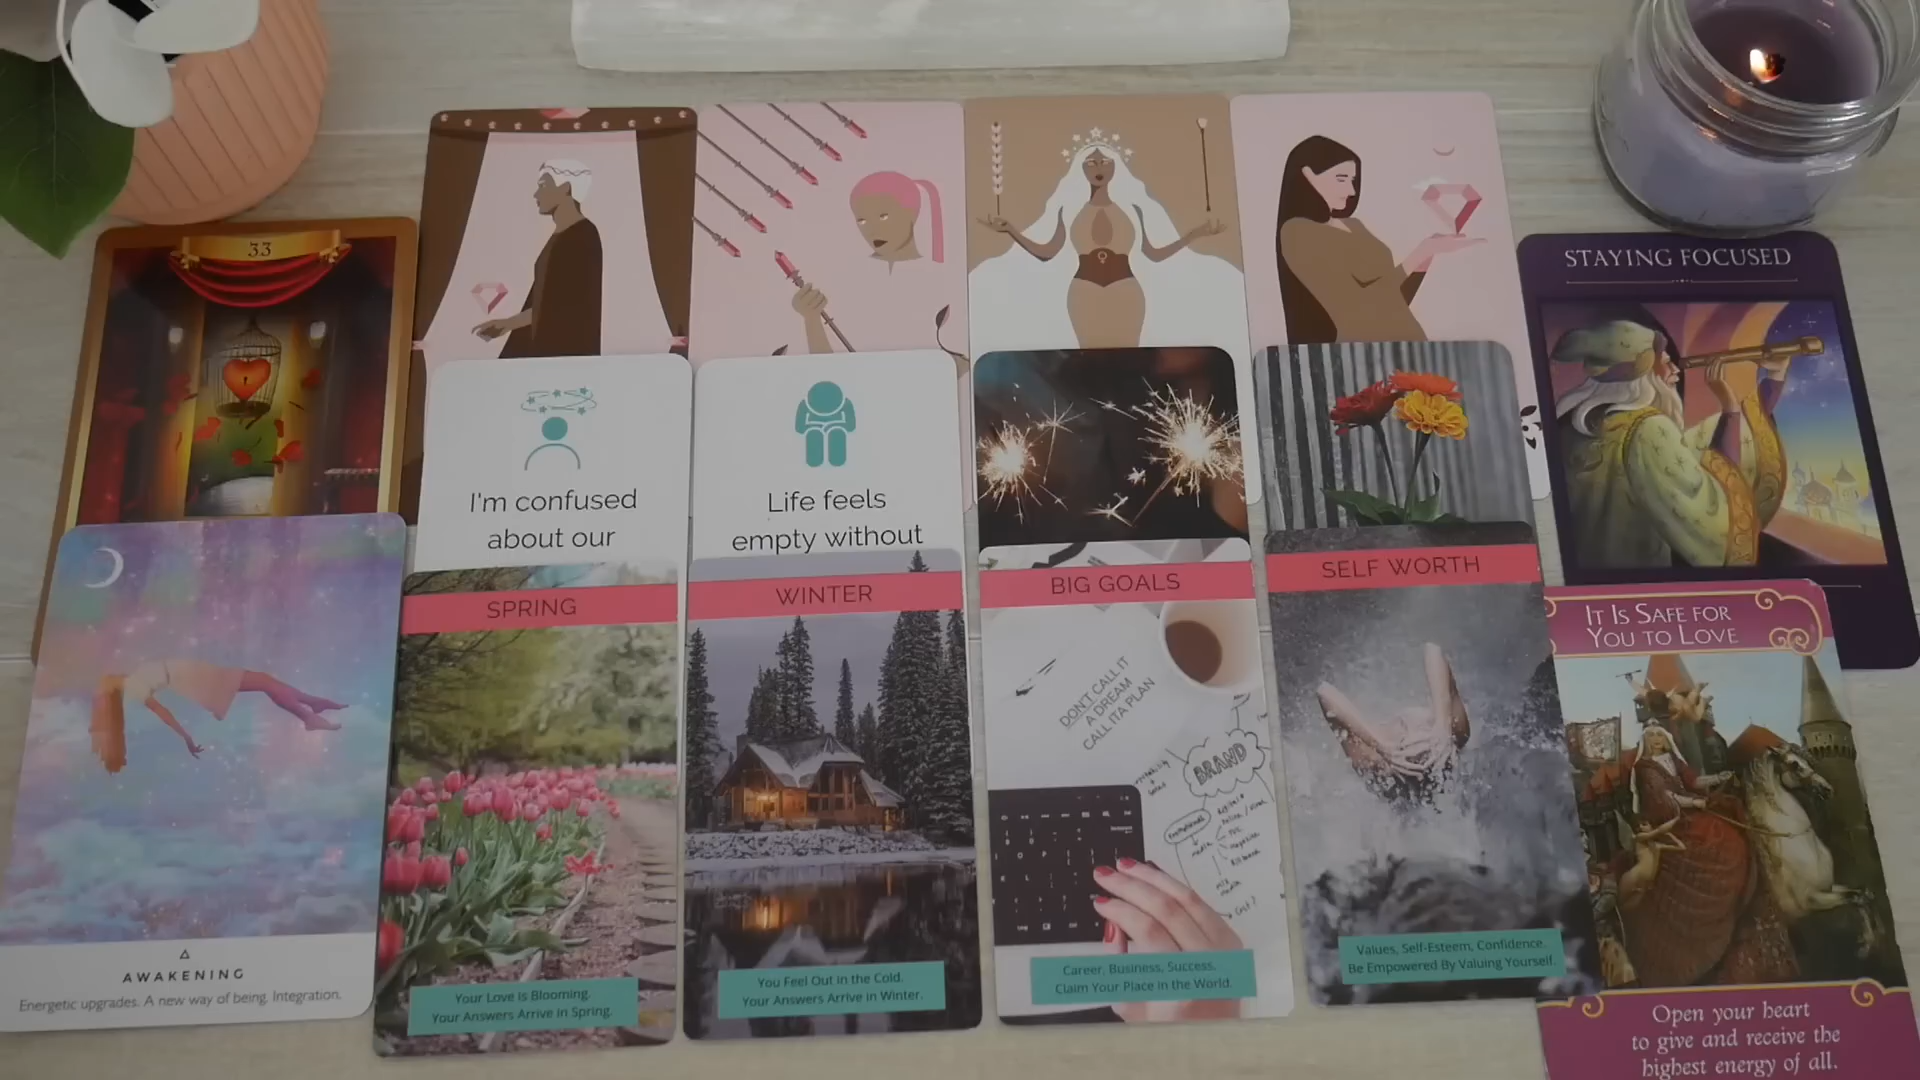 33
STAYING FOCUSED
I'm confused
about our
Life feels
empty without
SPRING
WINTER
BIG GOALS
SELF WORTH
IT IS SAFE FOR
YOU TO LOVE
DON'T CALL IT
A DREAM
CALL IT A PLAN
BRAND
AWAKENING
Energetic upgrades. A new way of being. Integration.
Your Love is Blooming.
Your Answers Arrive in Spring.
You Feel Out in the Cold.
Your Answers Arrive in Winter.
Career, Business, Success.
Claim Your Place in the World.
Values, Self-Esteem, Confidence.
Be Empowered By Valuing Yourself.
Open your heart
to give and receive the
highest energy of all.